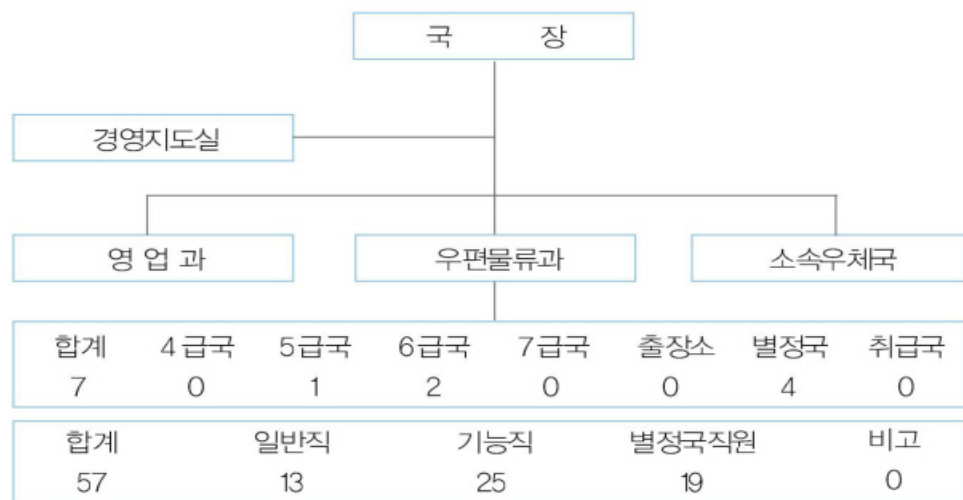 국 장
경영지도실
영 업 과 우편물류과 소속우체국
합계 4급국 5급국 6급국 7급국 출장소 별정국 취급국
7 0 1 2 0 0 4 0
합계 일반직 기능직 별정국직원 비고
57 13 25 19 0